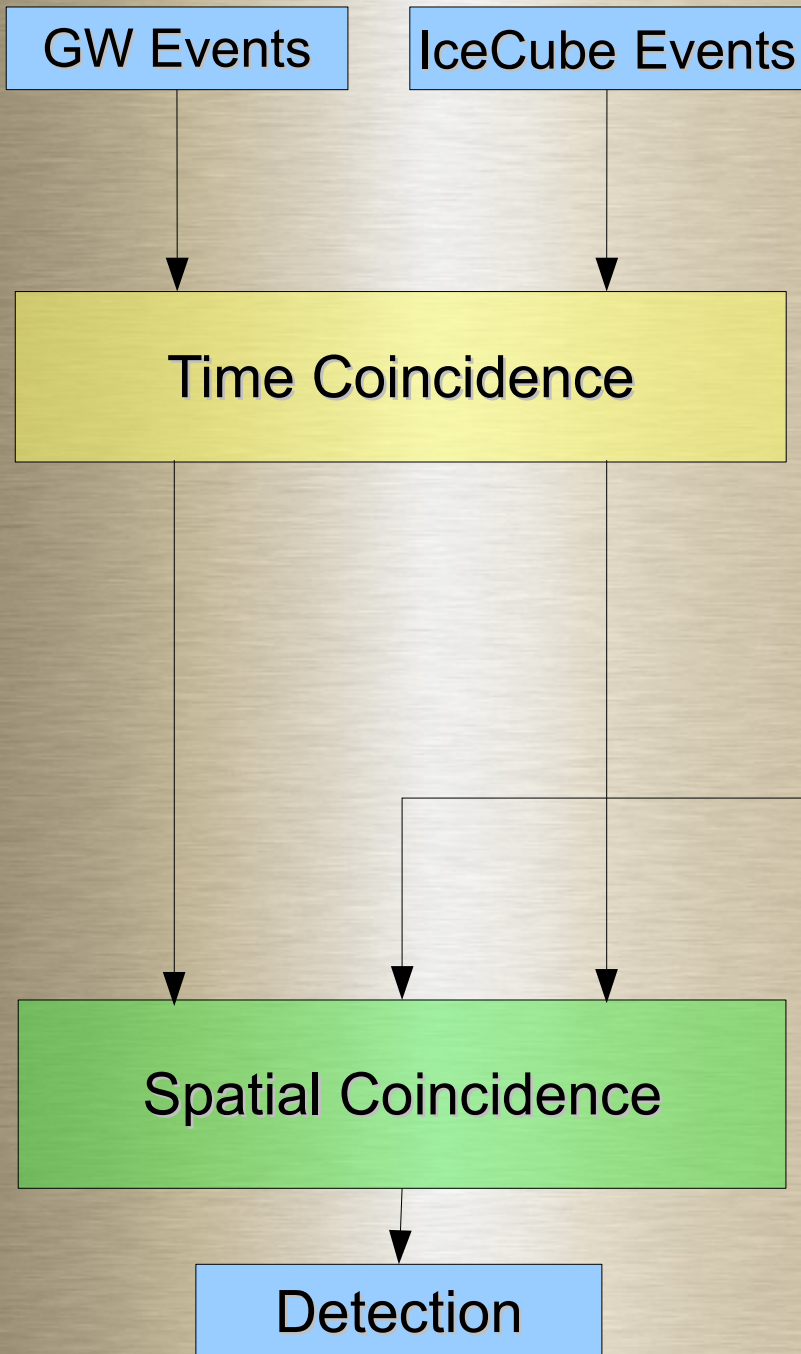 GW Events
IceCube Events
Time Coincidence
Spatial Coincidence
Detection